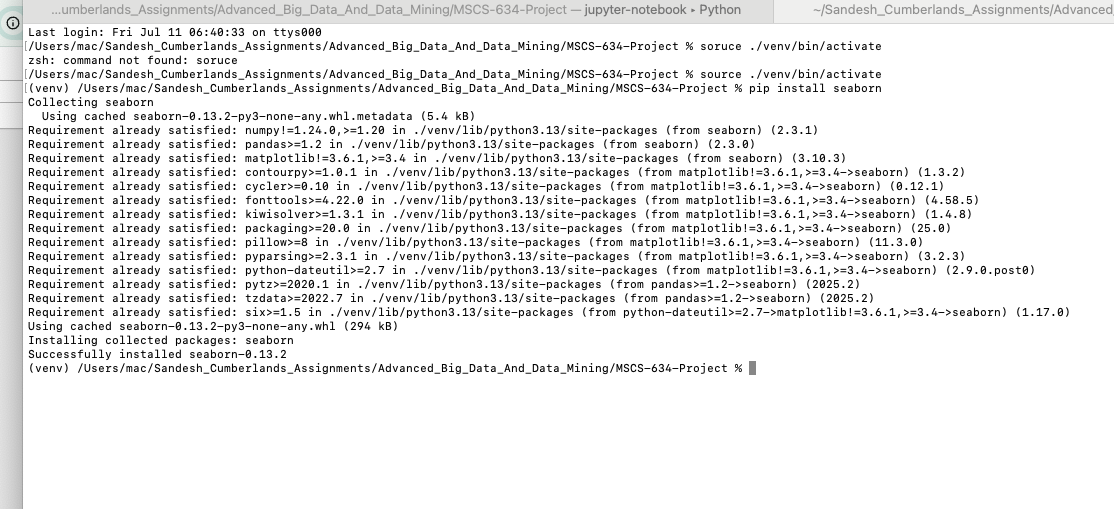 ...umberlands_Assignments/Advanced_Big_Data_And_Data_Mining/MSCS-634-Project — jupyter-notebook ▸ Python
~/Sandesh_Cumberlands_Assignments/Advanced
Last login: Fri Jul 11 06:40:33 on ttys000
[/Users/mac/Sandesh_Cumberlands_Assignments/Advanced_Big_Data_And_Data_Mining/MSCS-634-Project % soruce ./venv/bin/activate
zsh: command not found: soruce
[/Users/mac/Sandesh_Cumberlands_Assignments/Advanced_Big_Data_And_Data_Mining/MSCS-634-Project % source ./venv/bin/activate
[(venv) /Users/mac/Sandesh_Cumberlands_Assignments/Advanced_Big_Data_And_Data_Mining/MSCS-634-Project % pip install seaborn
Collecting seaborn
  Using cached seaborn-0.13.2-py3-none-any.whl.metadata (5.4 kB)
Requirement already satisfied: numpy!=1.24.0,>=1.20 in ./venv/lib/python3.13/site-packages (from seaborn) (2.3.1)
Requirement already satisfied: pandas>=1.2 in ./venv/lib/python3.13/site-packages (from seaborn) (2.3.0)
Requirement already satisfied: matplotlib!=3.6.1,>=3.4 in ./venv/lib/python3.13/site-packages (from seaborn) (3.10.3)
Requirement already satisfied: contourpy>=1.0.1 in ./venv/lib/python3.13/site-packages (from matplotlib!=3.6.1,>=3.4->seaborn) (1.3.2)
Requirement already satisfied: cycler>=0.10 in ./venv/lib/python3.13/site-packages (from matplotlib!=3.6.1,>=3.4->seaborn) (0.12.1)
Requirement already satisfied: fonttools>=4.22.0 in ./venv/lib/python3.13/site-packages (from matplotlib!=3.6.1,>=3.4->seaborn) (4.58.5)
Requirement already satisfied: kiwisolver>=1.3.1 in ./venv/lib/python3.13/site-packages (from matplotlib!=3.6.1,>=3.4->seaborn) (1.4.8)
Requirement already satisfied: packaging>=20.0 in ./venv/lib/python3.13/site-packages (from matplotlib!=3.6.1,>=3.4->seaborn) (25.0)
Requirement already satisfied: pillow>=8 in ./venv/lib/python3.13/site-packages (from matplotlib!=3.6.1,>=3.4->seaborn) (11.3.0)
Requirement already satisfied: pyparsing>=2.3.1 in ./venv/lib/python3.13/site-packages (from matplotlib!=3.6.1,>=3.4->seaborn) (3.2.3)
Requirement already satisfied: python-dateutil>=2.7 in ./venv/lib/python3.13/site-packages (from matplotlib!=3.6.1,>=3.4->seaborn) (2.9.0.post0)
Requirement already satisfied: pytz>=2020.1 in ./venv/lib/python3.13/site-packages (from pandas>=1.2->seaborn) (2025.2)
Requirement already satisfied: tzdata>=2022.7 in ./venv/lib/python3.13/site-packages (from pandas>=1.2->seaborn) (2025.2)
Requirement already satisfied: six>=1.5 in ./venv/lib/python3.13/site-packages (from python-dateutil>=2.7->matplotlib!=3.6.1,>=3.4->seaborn) (1.17.0)
Using cached seaborn-0.13.2-py3-none-any.whl (294 kB)
Installing collected packages: seaborn
Successfully installed seaborn-0.13.2
(venv) /Users/mac/Sandesh_Cumberlands_Assignments/Advanced_Big_Data_And_Data_Mining/MSCS-634-Project %